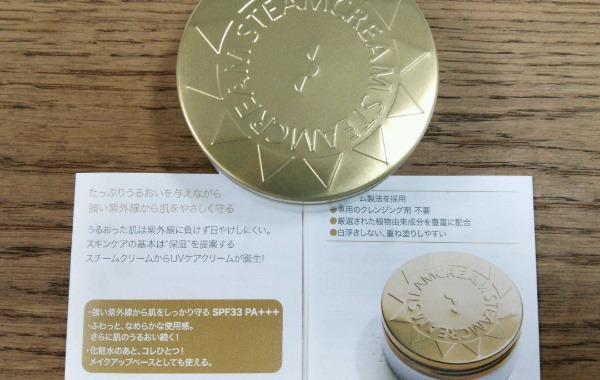 STEAMCREAM STEAMCREAM
たっぷりうるおいを与えながら
強い紫外線から肌をやさしく守る
うるおった肌は紫外線に負けず日やけしにくい。
スキンケアの基本は"保湿"を提案する
スチームクリームからUVケアクリームが誕生!
・強い紫外線から肌をしっかり守る SPF33 PA+++
・ふわっと、なめらかな使用感。
さらに肌のうるおい続く!
・化粧水のあと、コレひとつ!
メイクアップベースとしても使える。
ム製法を採用
●専用のクレンジング剤 不要
●厳選された植物由来成分を豊富に配合
●白浮きしない、重ね塗りしやすい
STEAMCREAM STEAMCREAM